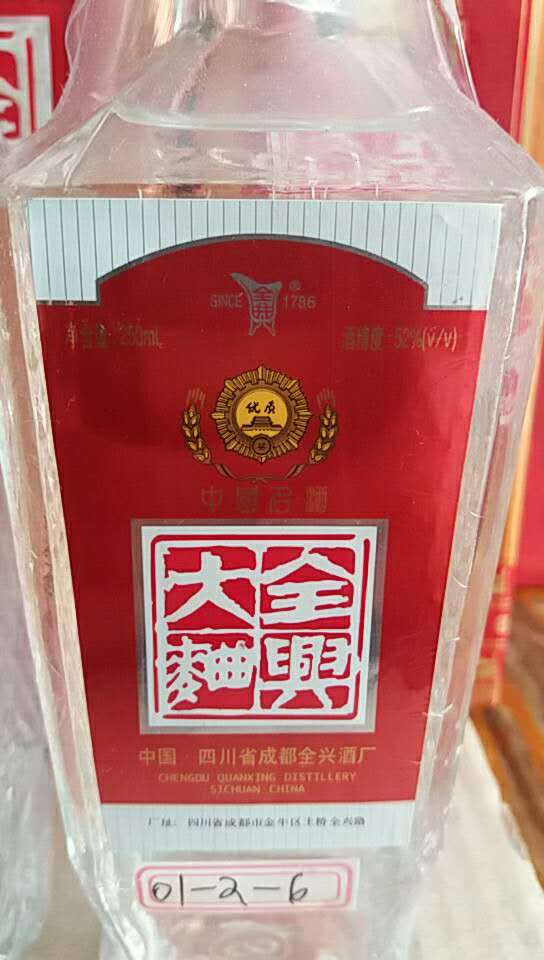 全興 ®
SINCE 1786
净含量: 250mL 酒精度: 52%(v/v)
优质
中国名酒
全興
大麯
中国·四川省成都全兴酒厂
CHENGDU QUANXING DISTILLERY
SICHUAN CHINA
厂址: 四川省成都市金牛区土桥全兴路
01-2-6